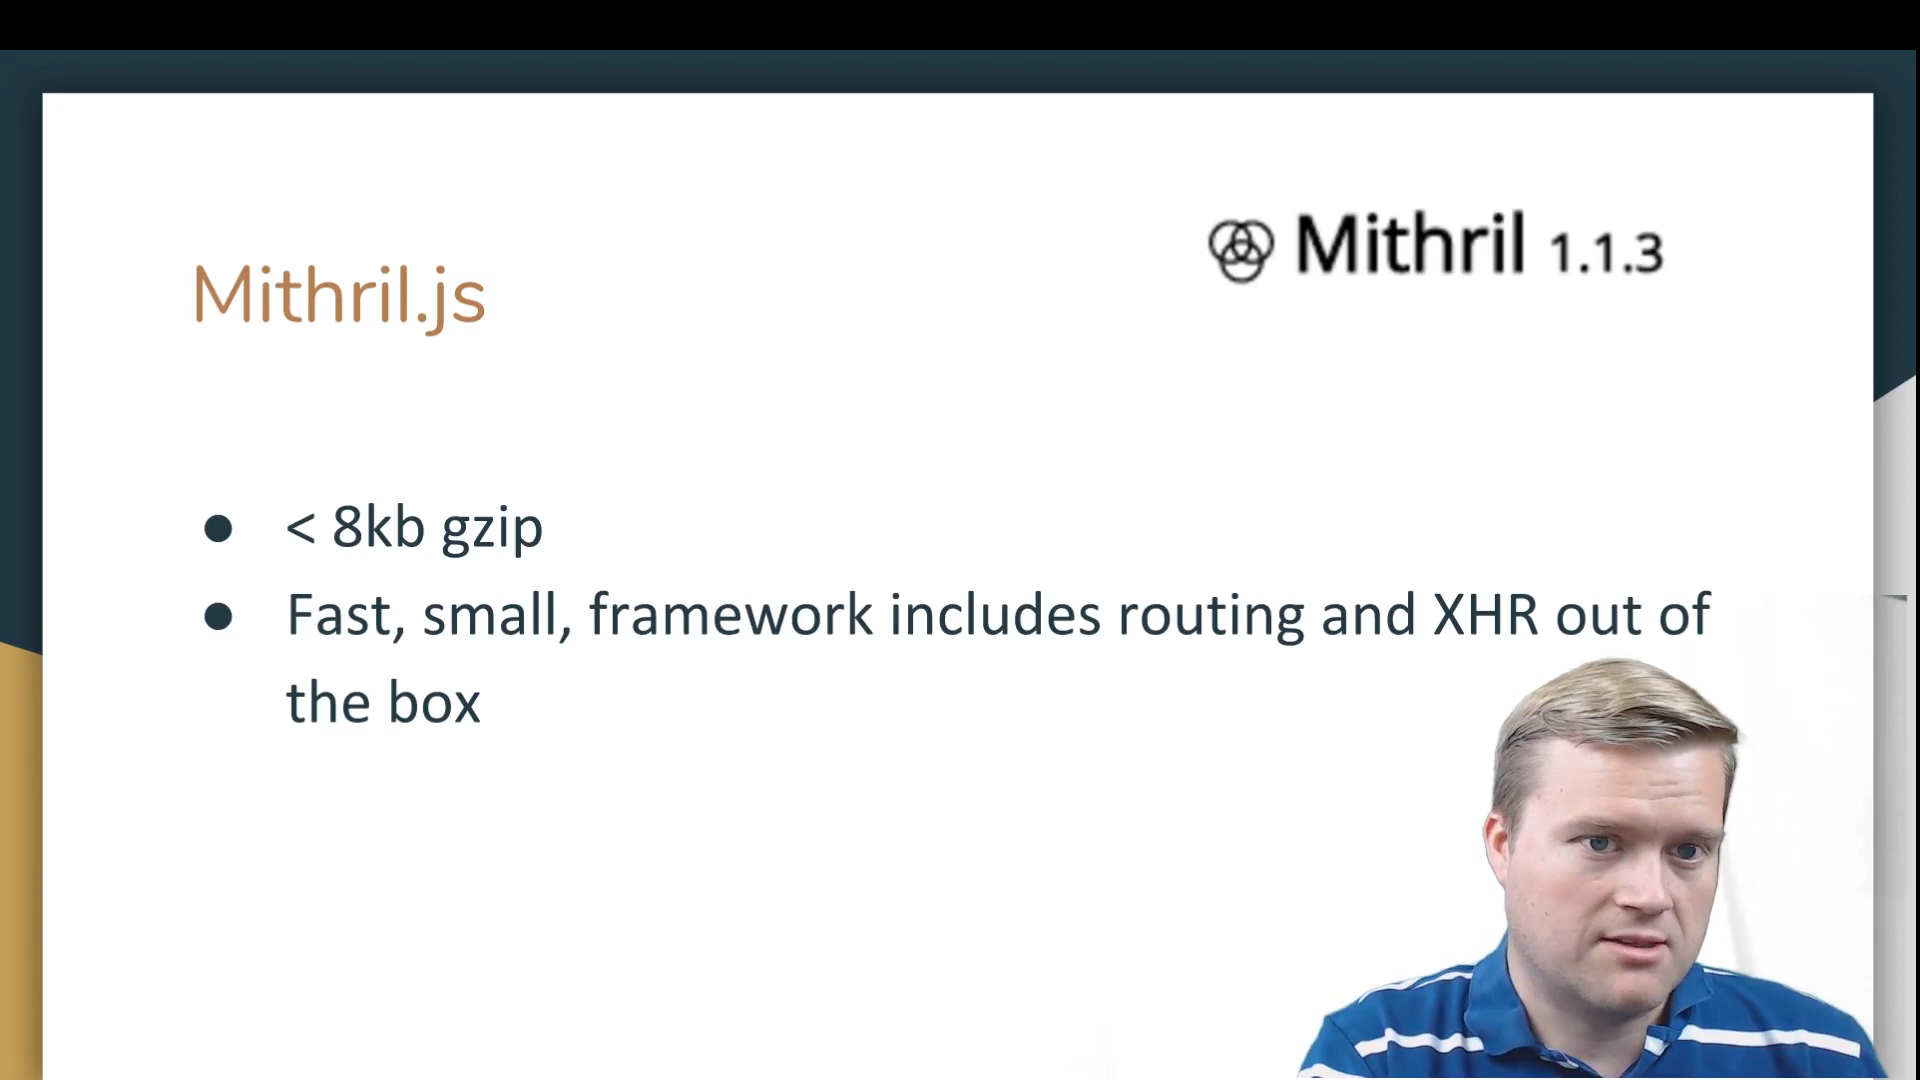 Mithril 1.1.3
Mithril.js
● < 8kb gzip
● Fast, small, framework includes routing and XHR out of
the box